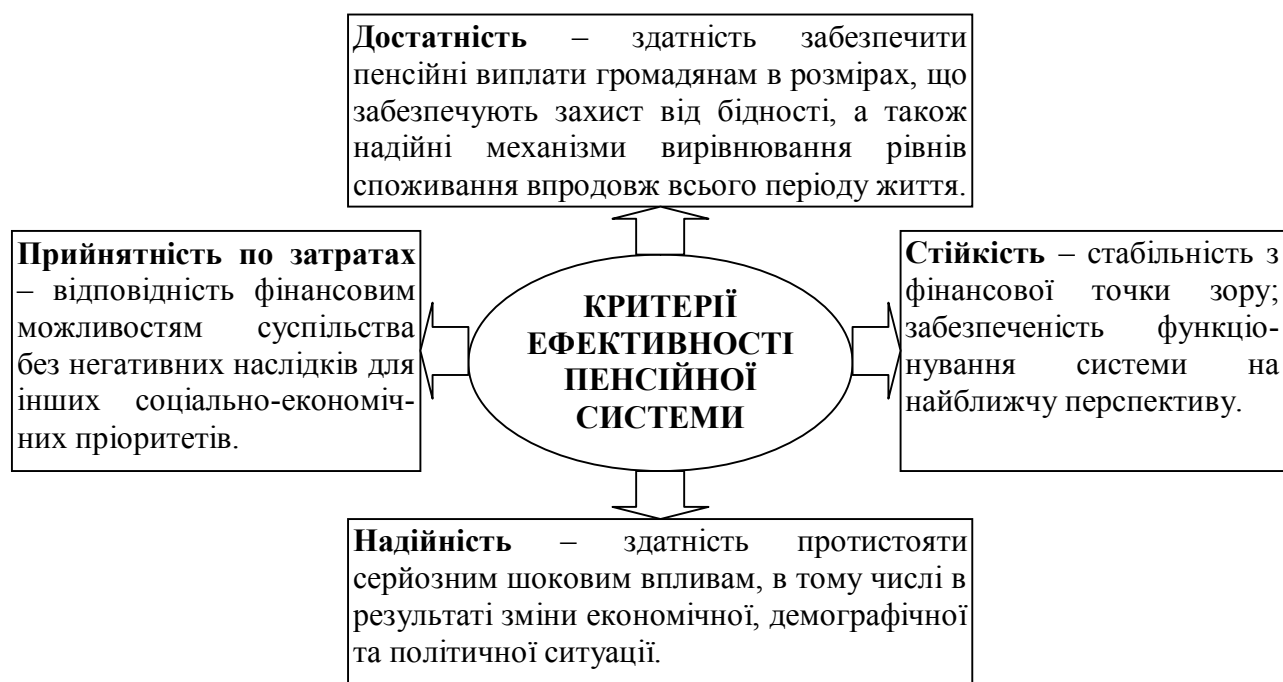 Достатність – здатність забезпечити
пенсійні виплати громадянам в розмірах, що
забезпечують захист від бідності, а також
надійні механізми вирівнювання рівнів
споживання впродовж всього періоду життя.
Прийнятність по затратах
– відповідність фінансовим
можливостям суспільства
без негативних наслідків для
інших соціально-економіч-
них пріоритетів.
КРИТЕРІЇ
ЕФЕКТИВНОСТІ
ПЕНСІЙНОЇ
СИСТЕМИ
Стійкість – стабільність з
фінансової точки зору;
забезпеченість функціо-
нування системи на
найближчу перспективу.
Надійність – здатність протистояти
серйозним шоковим впливам, в тому числі в
результаті зміни економічної, демографічної
та політичної ситуації.